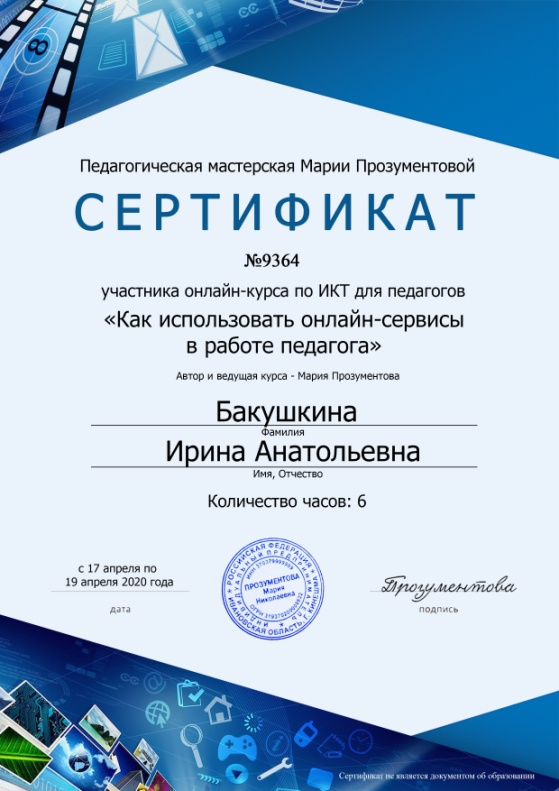 Педагогическая мастерская Марии Прозументовой
СЕРТИФИКАТ
№9364
участника онлайн-курса по ИКТ для педагогов
«Как использовать онлайн-сервисы
в работе педагога»
Автор и ведущая курса - Мария Прозументова
Бакушкина
Фамилия
Ирина Анатольевна
Имя, Отчество
Количество часов: 6
с 17 апреля по
19 апреля 2020 года
дата
РОССИЙСКАЯ ФЕДЕРАЦИЯ
ИНДИВИДУАЛЬНЫЙ ПРЕДПРИНИМАТЕЛЬ
ПРОЗУМЕНТОВА
Мария
Николаевна
ИВАНОВСКАЯ ОБЛАСТЬ, Г. КИНЕШМА
Прозументова
подпись
Сертификат не является документом об образовании